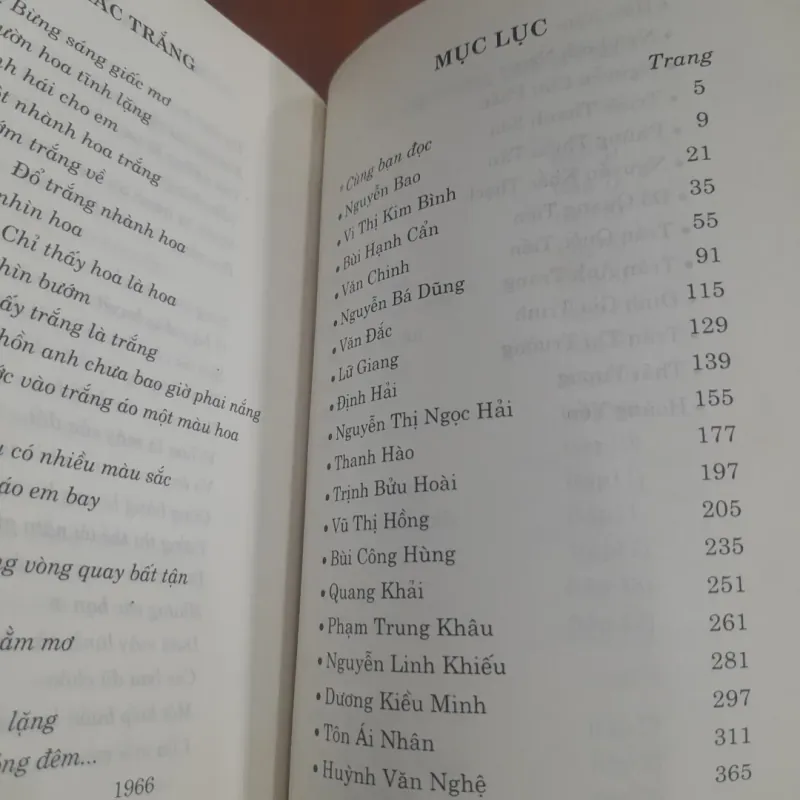 ẮC TRẮNG
Bừng sáng giấc mơ
ườn hoa tĩnh lặng
nh hái cho em
t nhành hoa trắng
ớm trắng về
Đổ trắng nhành hoa
nhìn hoa
Chỉ thấy hoa là hoa
hìn bướm
ấy trắng là trắng
hồn anh chưa bao giờ phai nắng
ớc vào trắng áo một màu hoa
có nhiều màu sắc
áo em bay
ng vòng quay bất tận
ằm mơ
lặng
ống đêm...
1966
MỤC LỤC
Trang
• Cùng bạn đọc 5
• Nguyễn Bao 9
• Vi Thị Kim Bình 21
• Bùi Hạnh Cẩn 35
• Văn Chinh 55
• Nguyễn Bá Dũng 91
• Văn Đắc 115
• Lữ Giang 129
• Định Hải 139
• Nguyễn Thị Ngọc Hải 155
• Thanh Hào 177
• Trịnh Bửu Hoài 197
• Vũ Thị Hồng 205
• Bùi Công Hùng 235
• Quang Khải 251
• Phạm Trung Khâu 261
• Nguyễn Linh Khiếu 281
• Dương Kiều Minh 297
• Tôn Ái Nhân 311
• Huỳnh Văn Nghệ 365